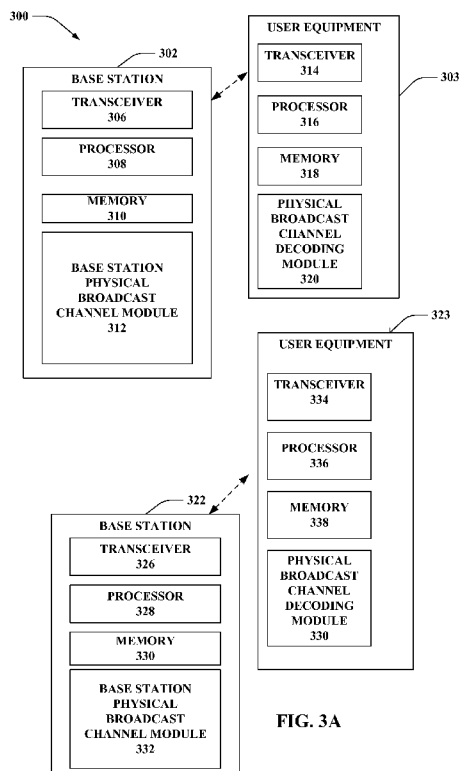 300
302
BASE STATION
TRANSCEIVER
306
PROCESSOR
308
MEMORY
310
BASE STATION
PHYSICAL
BROADCAST
CHANNEL MODULE
312
USER EQUIPMENT
303
TRANSCEIVER
314
PROCESSOR
316
MEMORY
318
PHYSICAL
BROADCAST
CHANNEL
DECODING
MODULE
320
323
USER EQUIPMENT
TRANSCEIVER
334
PROCESSOR
336
MEMORY
338
PHYSICAL
BROADCAST
CHANNEL
DECODING
MODULE
330
322
BASE STATION
TRANSCEIVER
326
PROCESSOR
328
MEMORY
330
BASE STATION
PHYSICAL
BROADCAST
CHANNEL MODULE
332
FIG. 3A